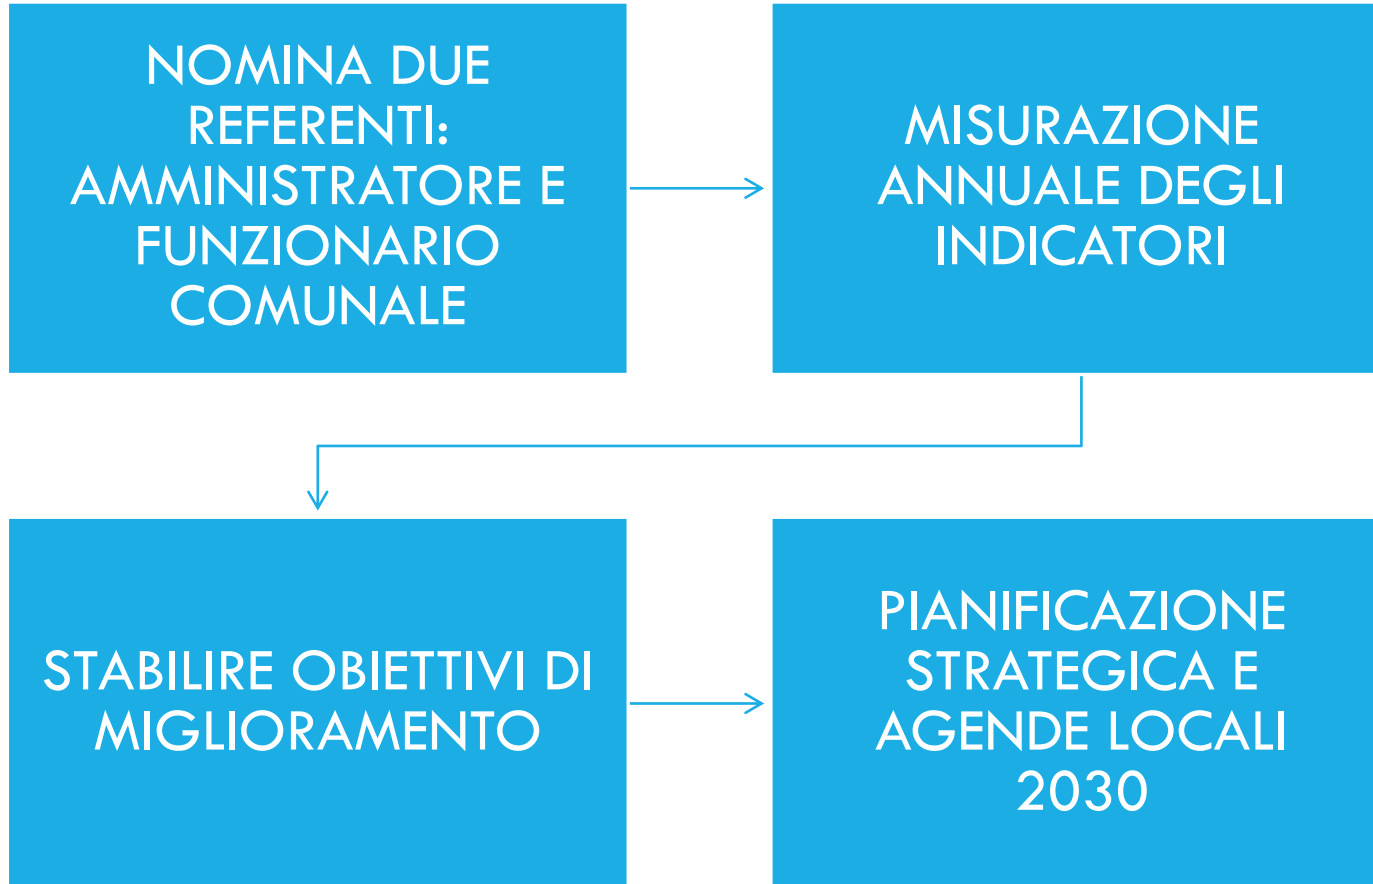 NOMINA DUE
REFERENTI:
AMMINISTRATORE E
FUNZIONARIO
COMUNALE
MISURAZIONE
ANNUALE DEGLI
INDICATORI
STABILIRE OBIETTIVI DI
MIGLIORAMENTO
PIANIFICAZIONE
STRATEGICA E
AGENDE LOCALI
2030